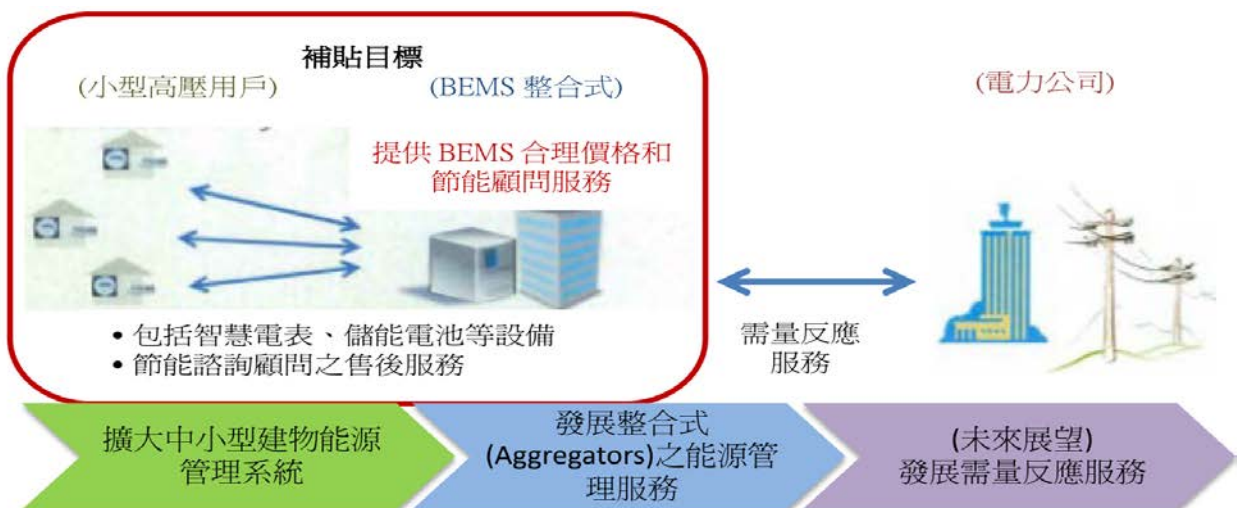 補貼目標
(小型高壓用戶)
(BEMS 整合式)
(電力公司)
提供 BEMS 合理價格和
節能顧問服務
• 包括智慧電表、儲能電池等設備
• 節能諮詢顧問之售後服務
需量反應
服務
擴大中小型建物能源
管理系統
發展整合式
(Aggregators)之能源管
理服務
(未來展望)
發展需量反應服務